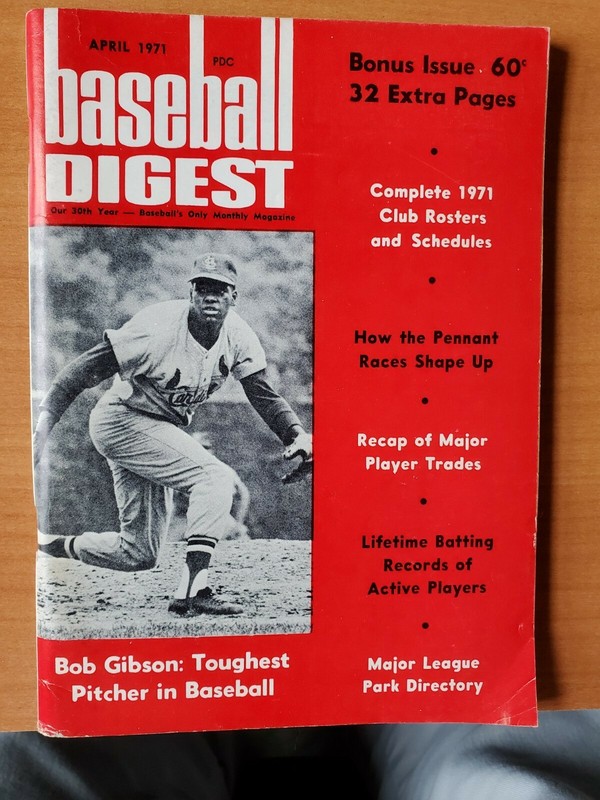 APRIL 1971
PDC
baseball
DIGEST
Our 30th Year — Baseball's Only Monthly Magazine
Bonus Issue 60¢
32 Extra Pages
Complete 1971
Club Rosters
and Schedules
How the Pennant
Races Shape Up
Recap of Major
Player Trades
Lifetime Batting
Records of
Active Players
Major League
Park Directory
Cardinals
Bob Gibson: Toughest
Pitcher in Baseball